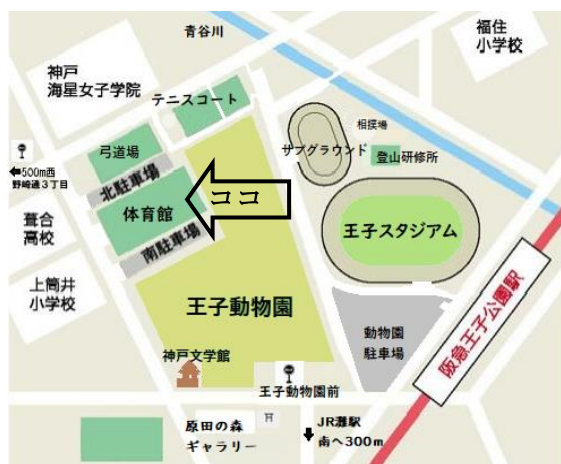 青谷川
福住
小学校
神戸
海星女子学院
テニスコート
相撲場
サブグラウンド
登山研修所
弓道場
←500m西
野崎通3丁目
北駐車場
体育館
ココ
葺合
高校
南駐車場
王子スタジアム
上筒井
小学校
王子動物園
動物園
駐車場
阪急王子公園駅
神戸文学館
王子動物園前
原田の森
ギャラリー
JR灘駅
南へ300m